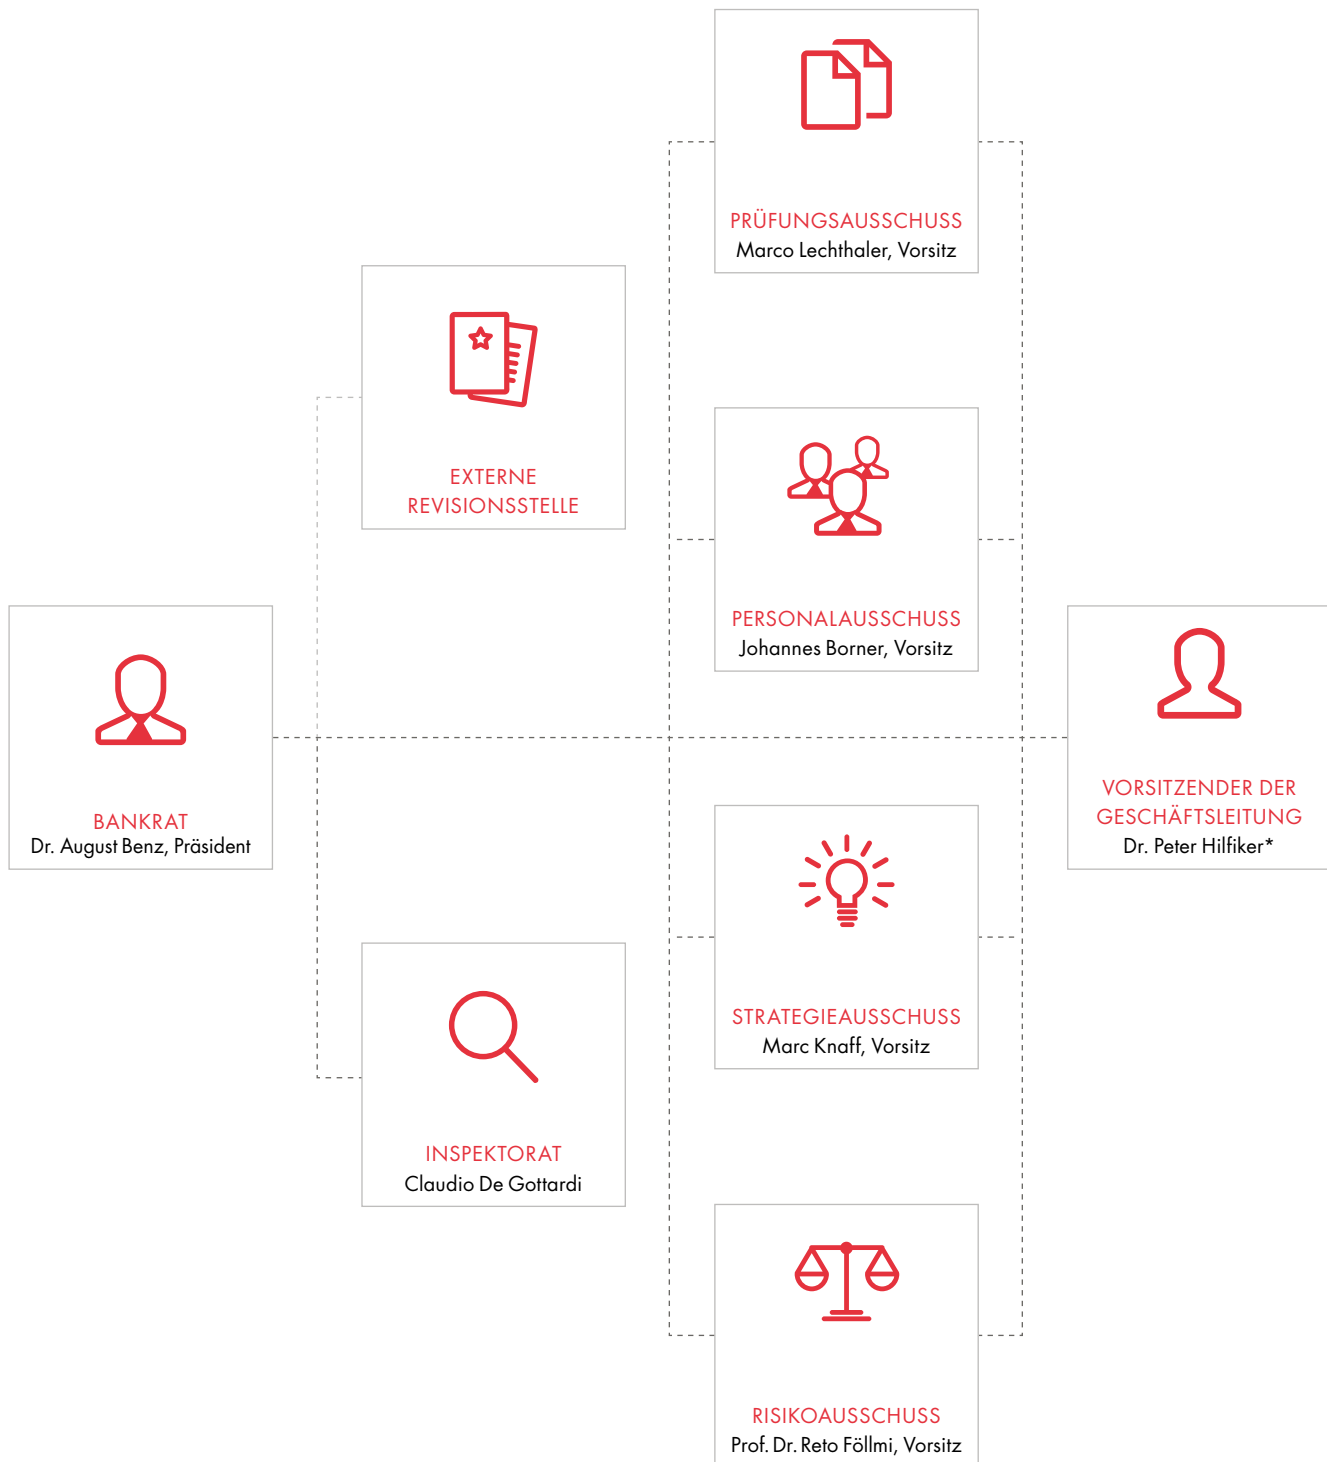 PRÜFUNGSAUSSCHUSS
Marco Lechthaler, Vorsitz
EXTERNE
REVISIONSSTELLE
PERSONALAUSSCHUSS
Johannes Borner, Vorsitz
BANKRAT
Dr. August Benz, Präsident
VORSITZENDER DER
GESCHÄFTSLEITUNG
Dr. Peter Hilfiker*
STRATEGIEAUSSCHUSS
Marc Knaff, Vorsitz
INSPEKTORAT
Claudio De Gottardi
RISIKOAUSSCHUSS
Prof. Dr. Reto Föllmi, Vorsitz